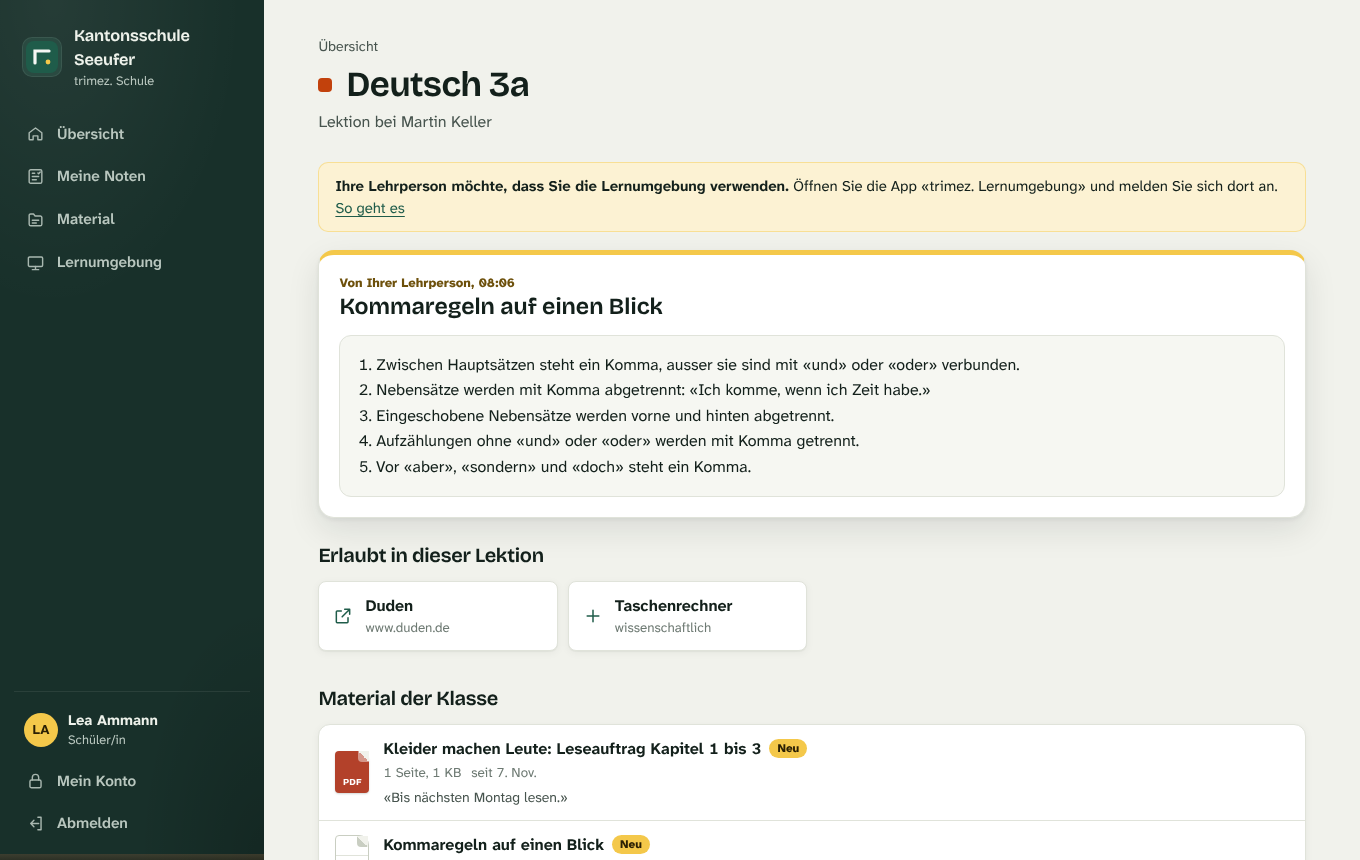 Kantonsschule
Seeufer
trimez. Schule
Übersicht
Meine Noten
Material
Lernumgebung
LA
Lea Ammann
Schüler/in
Mein Konto
Abmelden
Übersicht
Deutsch 3a
Lektion bei Martin Keller
Ihre Lehrperson möchte, dass Sie die Lernumgebung verwenden. Öffnen Sie die App «trimez. Lernumgebung» und melden Sie sich dort an.
So geht es
Von Ihrer Lehrperson, 08:06
Kommaregeln auf einen Blick
1. Zwischen Hauptsätzen steht ein Komma, ausser sie sind mit «und» oder «oder» verbunden.
2. Nebensätze werden mit Komma abgetrennt: «Ich komme, wenn ich Zeit habe.»
3. Eingeschobene Nebensätze werden vorne und hinten abgetrennt.
4. Aufzählungen ohne «und» oder «oder» werden mit Komma getrennt.
5. Vor «aber», «sondern» und «doch» steht ein Komma.
Erlaubt in dieser Lektion
Duden
www.duden.de
Taschenrechner
wissenschaftlich
Material der Klasse
PDF
Kleider machen Leute: Leseauftrag Kapitel 1 bis 3 Neu
1 Seite, 1 KB seit 7. Nov.
«Bis nächsten Montag lesen.»
Kommaregeln auf einen Blick Neu